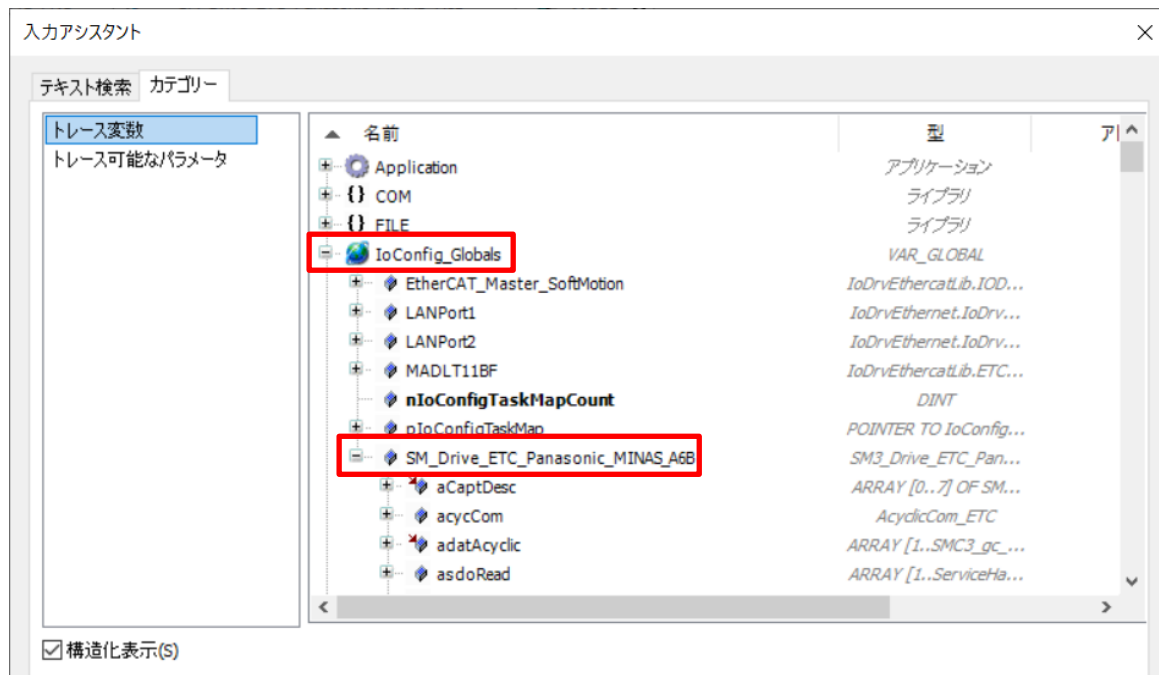 入力アシスタント
テキスト検索 カテゴリー
トレース変数
トレース可能なパラメータ
名前 型 ア
Application アプリケーション
{} COM ライブラリ
{} FILE ライブラリ
IoConfig_Globals VAR_GLOBAL
EtherCAT_Master_SoftMotion IoDrvEthercatLib.IOD...
LANPort1 IoDrvEthernet.IoDrv...
LANPort2 IoDrvEthernet.IoDrv...
MADLT11BF IoDrvEthercatLib.ETC...
nIoConfigTaskMapCount DINT
pIoConfigTaskMap POINTER TO IoConfig...
SM_Drive_ETC_Panasonic_MINAS_A6B SM3_Drive_ETC_Pan...
aCaptDesc ARRAY [0..7] OF SM...
acycCom AcyclicCom_ETC
adatAcyclic ARRAY [1..SMC3_gc_...
asdoRead ARRAY [1..ServiceHa...
構造化表示(S)